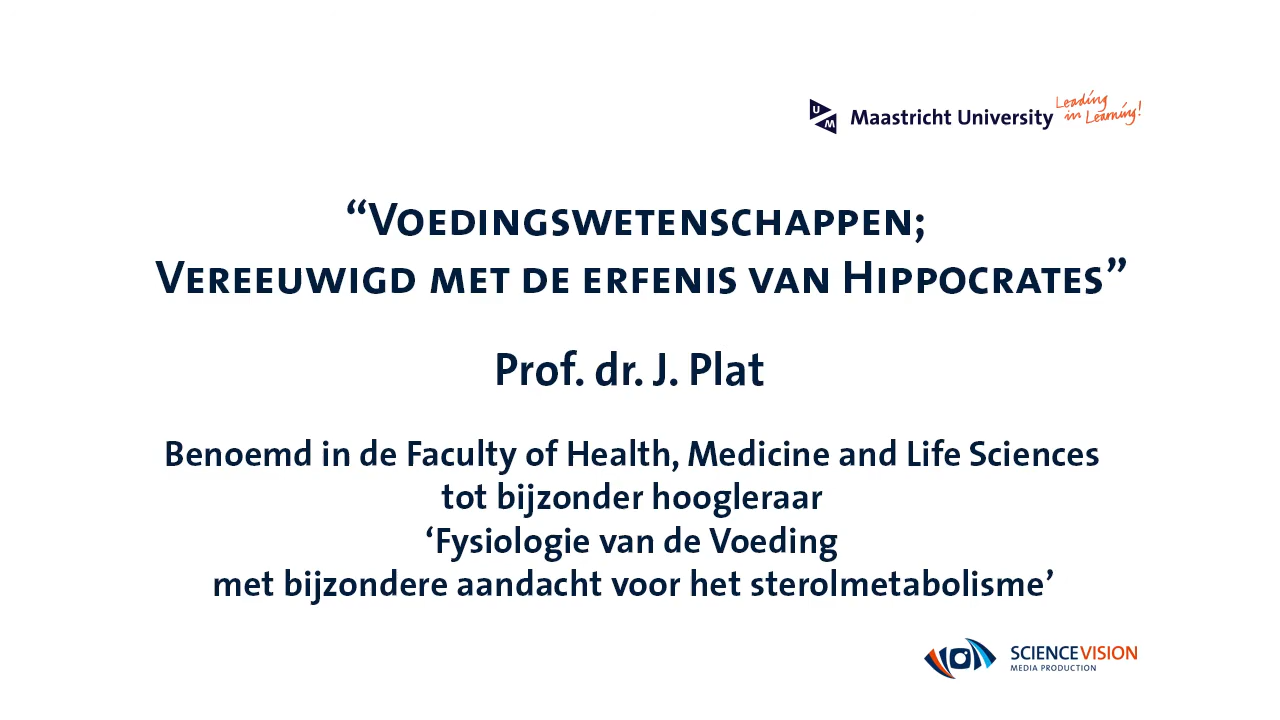 UM Maastricht University Leading in Learning!
“Voedingswetenschappen;
Vereeuwigd met de erfenis van Hippocrates”
Prof. dr. J. Plat
Benoemd in de Faculty of Health, Medicine and Life Sciences
tot bijzonder hoogleraar
‘Fysiologie van de Voeding
met bijzondere aandacht voor het sterolmetabolisme’
SCIENCEVISION
MEDIA PRODUCTION